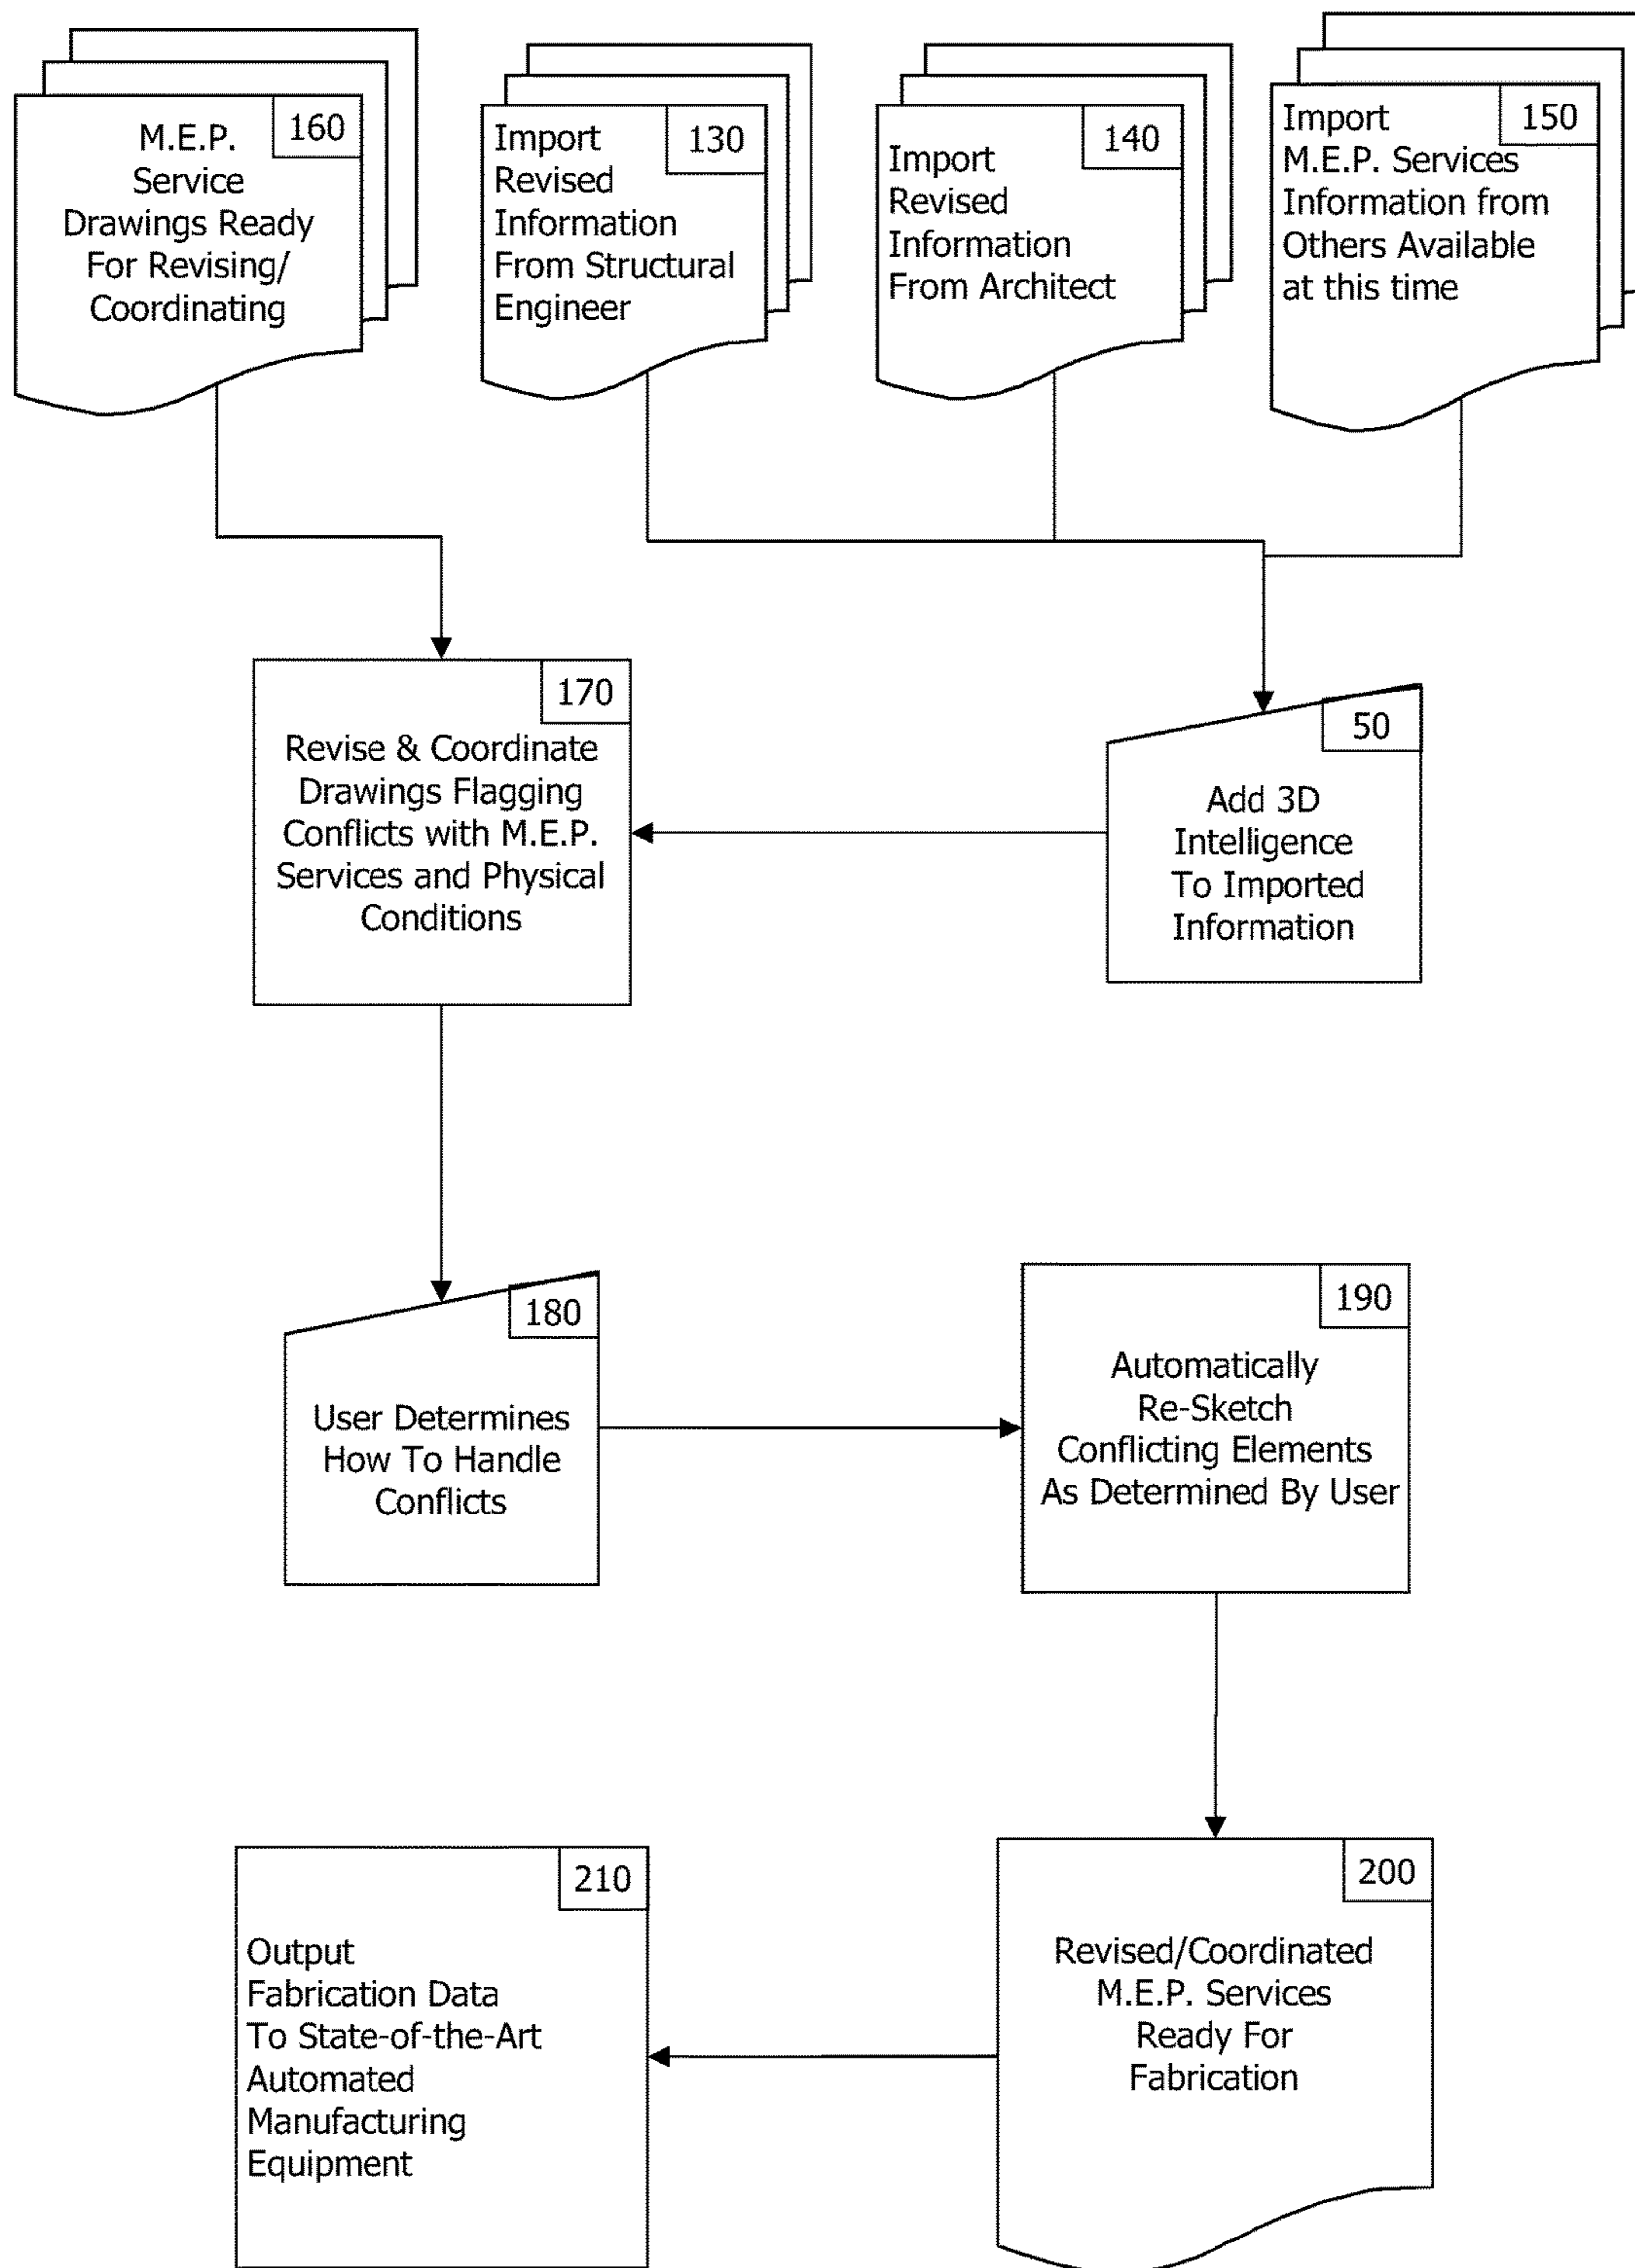 160
M.E.P.
Service
Drawings Ready
For Revising/
Coordinating
130
Import
Revised
Information
From Structural
Engineer
140
Import
Revised
Information
From Architect
150
Import
M.E.P. Services
Information from
Others Available
at this time
170
Revise & Coordinate
Drawings Flagging
Conflicts with M.E.P.
Services and Physical
Conditions
50
Add 3D
Intelligence
To Imported
Information
180
User Determines
How To Handle
Conflicts
190
Automatically
Re-Sketch
Conflicting Elements
As Determined By User
210
Output
Fabrication Data
To State-of-the-Art
Automated
Manufacturing
Equipment
200
Revised/Coordinated
M.E.P. Services
Ready For
Fabrication